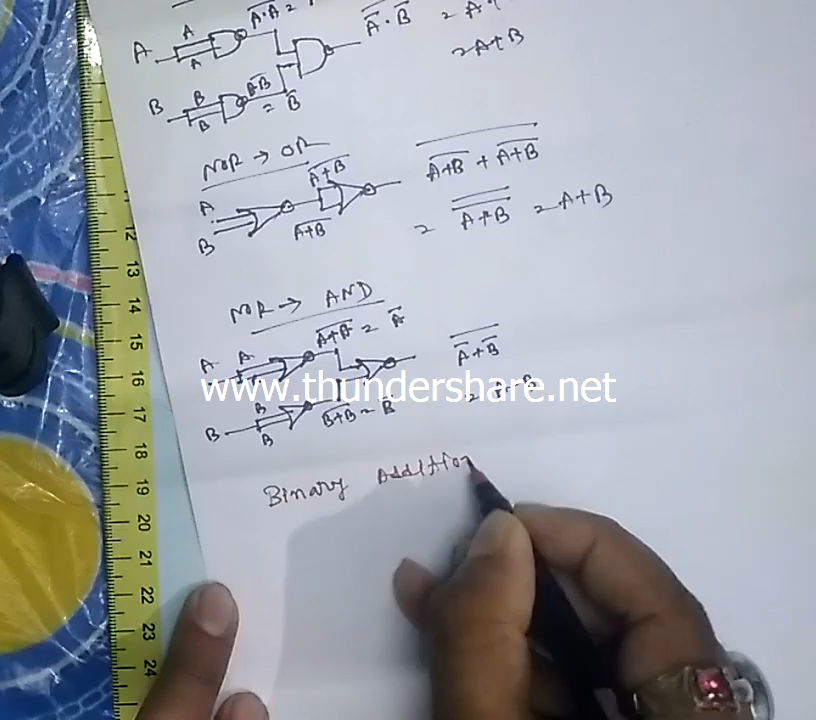 A̅·̅A̅ =
A A A
A̅·B̅ = A+
= A+B
B B B A̅B̅
= B̅
NOR → OR
A̅+̅B̅
A
B
A̅+̅B̅
A̅+̅B̅ + A̅+̅B̅
= A+B = A+B
NOR → AND
A̅+̅A̅ = A̅
A A
A̅+B̅
www.thundershare.net
B B B B̅+̅B̅ = B̅
Binary Addition
12
13
14
15
16
17
18
19
20
21
22
23
24